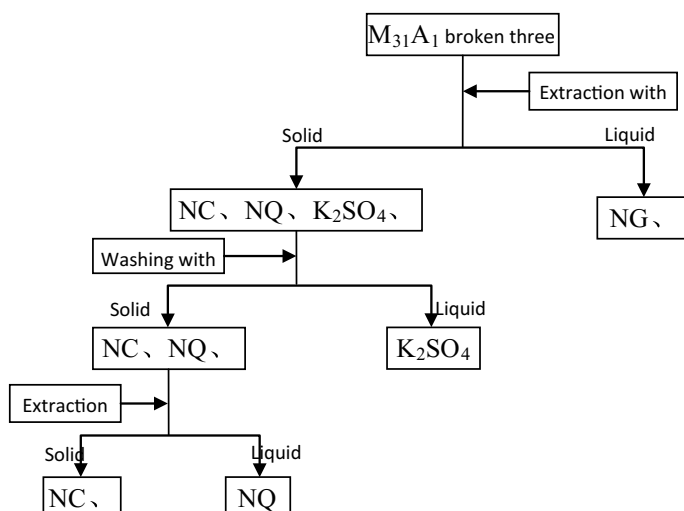 M₃₁A₁ broken three
Extraction with
Solid
Liquid
NC、NQ、K₂SO₄、
NG、
Washing with
Solid
Liquid
NC、NQ、
K₂SO₄
Extraction
Solid
Liquid
NC、
NQ